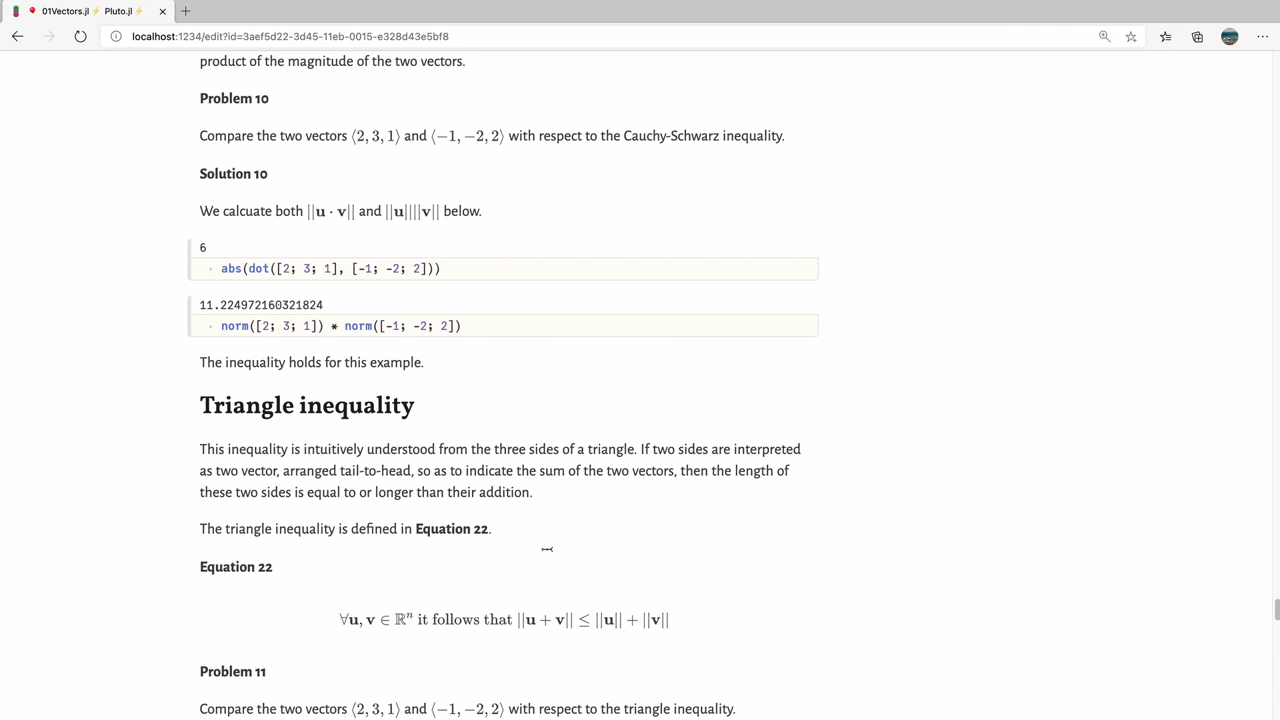 01Vectors.jl⚡ Pluto.jl⚡
localhost:1234/edit?id=3aef5d22-3d45-11eb-0015-e328d43e5bf8
product of the magnitude of the two vectors.
Problem 10
Compare the two vectors ⟨2, 3, 1⟩ and ⟨−1, −2, 2⟩ with respect to the Cauchy-Schwarz inequality.
Solution 10
We calcuate both ||u · v|| and ||u||||v|| below.
6
abs(dot([2; 3; 1], [-1; -2; 2]))
11.224972160321824
norm([2; 3; 1]) * norm([-1; -2; 2])
The inequality holds for this example.
Triangle inequality
This inequality is intuitively understood from the three sides of a triangle. If two sides are interpreted
as two vector, arranged tail-to-head, so as to indicate the sum of the two vectors, then the length of
these two sides is equal to or longer than their addition.
The triangle inequality is defined in Equation 22.
Equation 22
∀u, v ∈ ℝⁿ it follows that ||u + v|| ≤ ||u|| + ||v||
Problem 11
Compare the two vectors ⟨2, 3, 1⟩ and ⟨−1, −2, 2⟩ with respect to the triangle inequality.